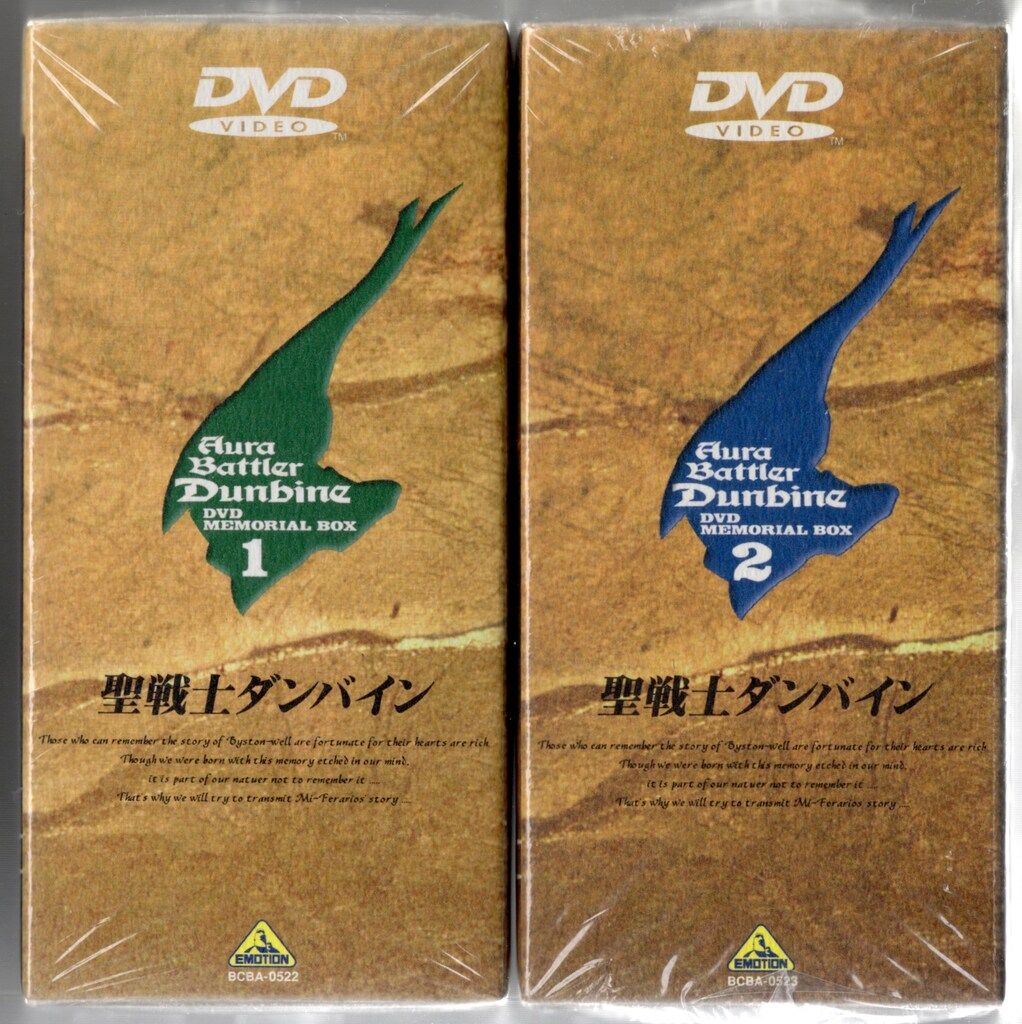 DVD
VIDEO
TM
Aura
Battler
Dunbine
DVD
MEMORIAL BOX
1
聖戦士ダンバイン
Those who can remember the story of Byston-well are fortunate for their hearts are rich
Though we were born with this memory etched in our mind,
it is part of our natuer not to remember it ....
That's why we will try to transmit Mi-Ferarios story ....
EMOTION
BCBA-0522
DVD
VIDEO
TM
Aura
Battler
Dunbine
DVD
MEMORIAL BOX
2
聖戦士ダンバイン
Those who can remember the story of Byston-well are fortunate for their hearts are rich
Though we were born with this memory etched in our mind,
it is part of our natuer not to remember it ....
That's why we will try to transmit Mi-Ferarios story ....
EMOTION
BCBA-0523